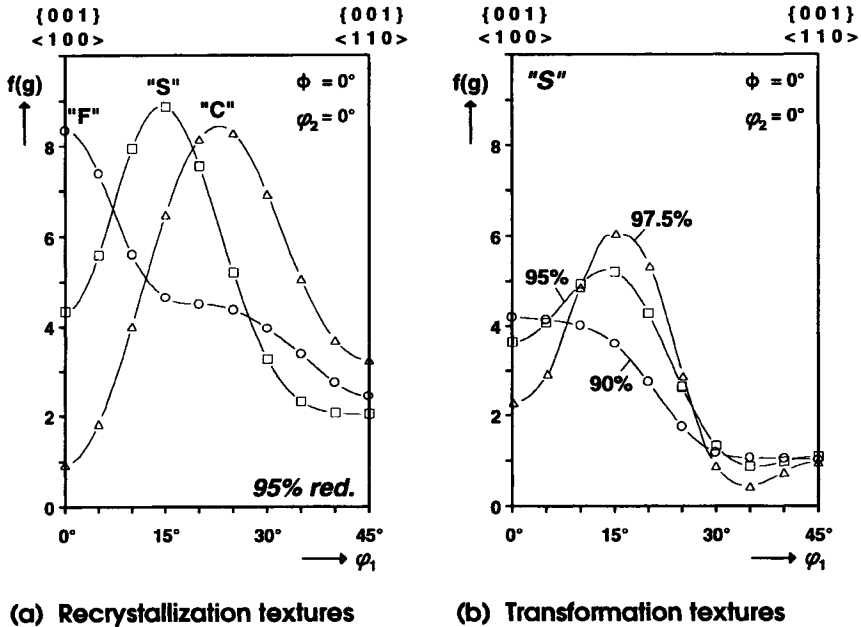 {001} {001}
<100> <110>
f(g)
"F" "S" "C"
ϕ = 0°
φ₂ = 0°
8
6
4
2
0
95% red.
0° 15° 30° 45°
φ₁
(a) Recrystallization textures
{001} {001}
<100> <110>
f(g)
"S"
ϕ = 0°
φ₂ = 0°
8
6
4
2
0
97.5%
95%
90%
0° 15° 30° 45°
φ₁
(b) Transformation textures